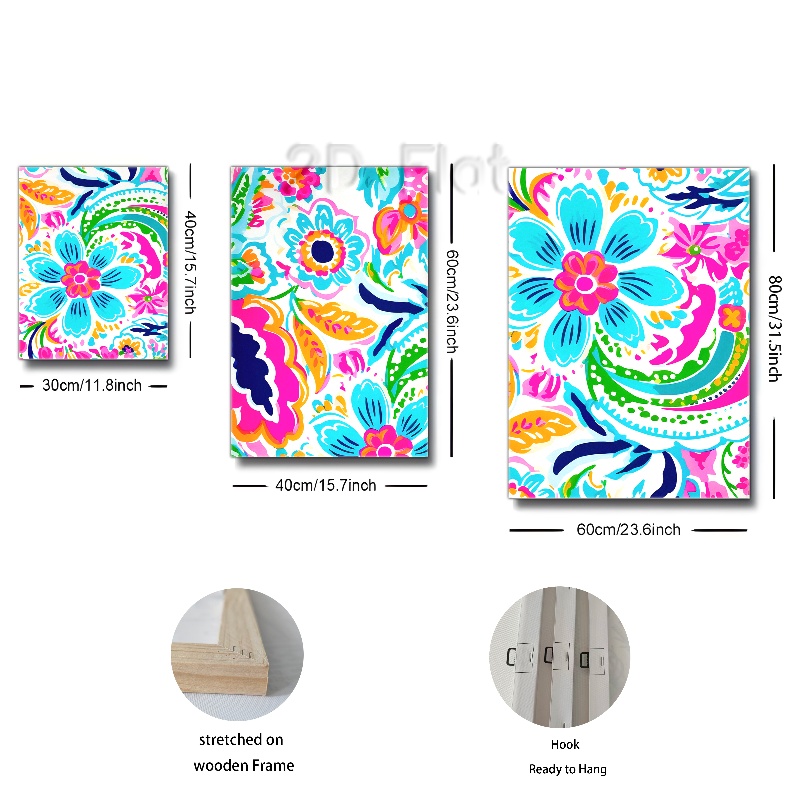 2D Flat
40cm/15.7inch
30cm/11.8inch
60cm/23.6inch
40cm/15.7inch
80cm/31.5inch
60cm/23.6inch
stretched on
wooden Frame
Hook
Ready to Hang